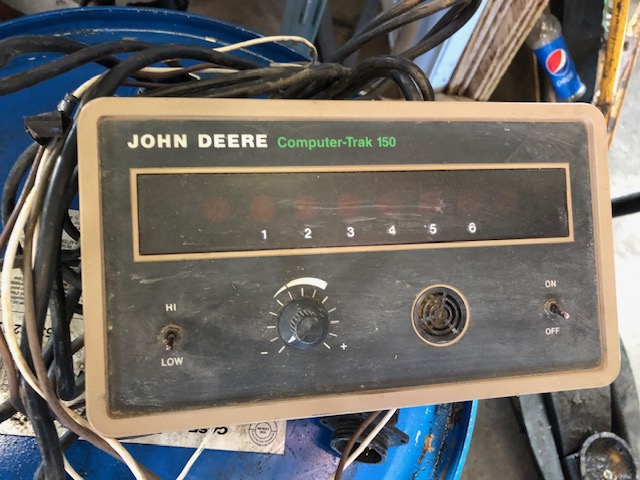 JOHN DEERE Computer-Trak 150
1 2 3 4 5 6
HI
LOW
- +
ON
OFF